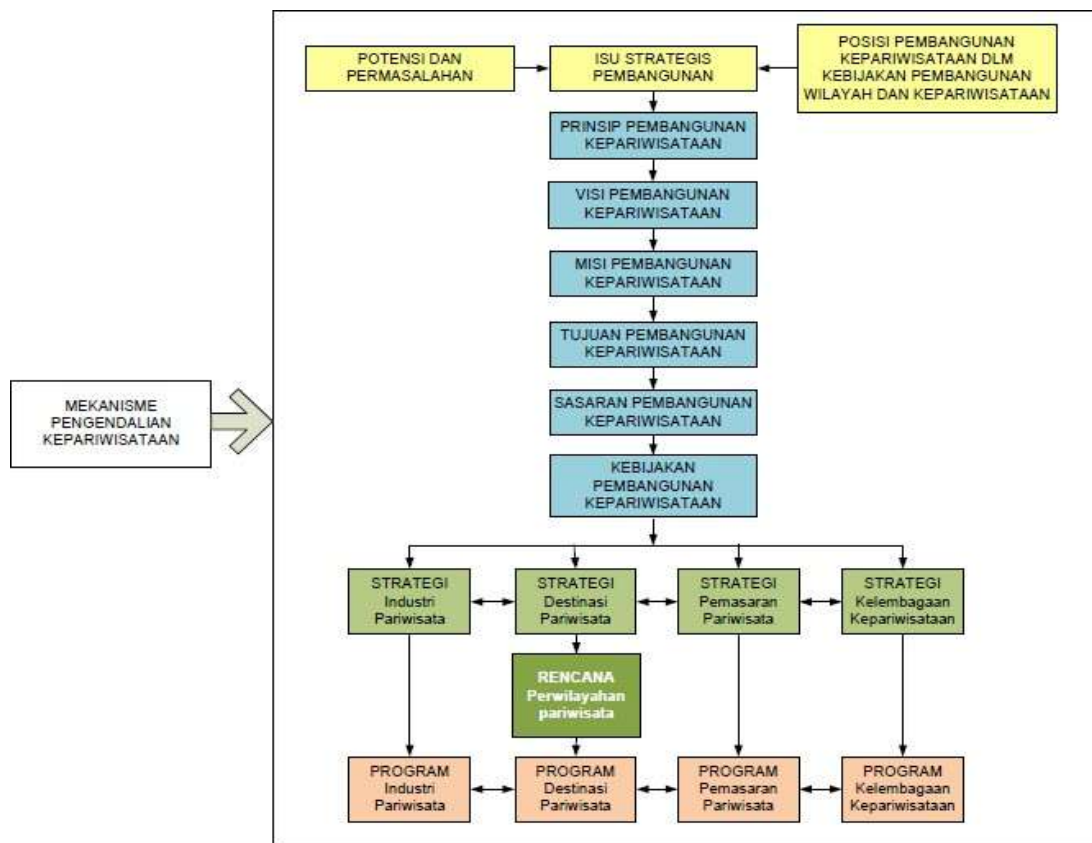 POTENSI DAN
PERMASALAHAN
ISU STRATEGIS
PEMBANGUNAN
POSISI PEMBANGUNAN
KEPARIWISATAAN DLM
KEBIJAKAN PEMBANGUNAN
WILAYAH DAN KEPARIWISATAAN
PRINSIP PEMBANGUNAN
KEPARIWISATAAN
VISI PEMBANGUNAN
KEPARIWISATAAN
MISI PEMBANGUNAN
KEPARIWISATAAN
TUJUAN PEMBANGUNAN
KEPARIWISATAAN
MEKANISME
PENGENDALIAN
KEPARIWISATAAN
SASARAN PEMBANGUNAN
KEPARIWISATAAN
KEBIJAKAN
PEMBANGUNAN
KEPARIWISATAAN
STRATEGI
Industri
Pariwisata
STRATEGI
Destinasi
Pariwisata
STRATEGI
Pemasaran
Pariwisata
STRATEGI
Kelembagaan
Kepariwisataan
RENCANA
Perwilayahan
pariwisata
PROGRAM
Industri
Pariwisata
PROGRAM
Destinasi
Pariwisata
PROGRAM
Pemasaran
Pariwisata
PROGRAM
Kelembagaan
Kepariwisataan